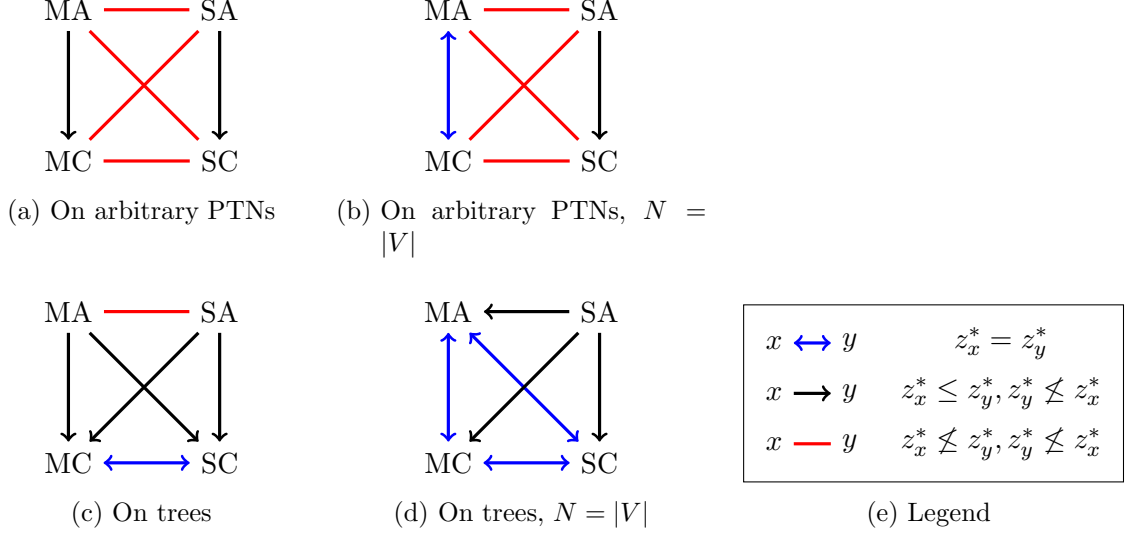 MA SA
MC SC
(a) On arbitrary PTNs
MA SA
MC SC
(b) On arbitrary PTNs, N =
|V|
MA SA
MC SC
(c) On trees
MA SA
MC SC
(d) On trees, N = |V|
x ↔ y z*_x = z*_y
x → y z*_x ≤ z*_y, z*_y ≰ z*_x
x — y z*_x ≰ z*_y, z*_y ≰ z*_x
(e) Legend